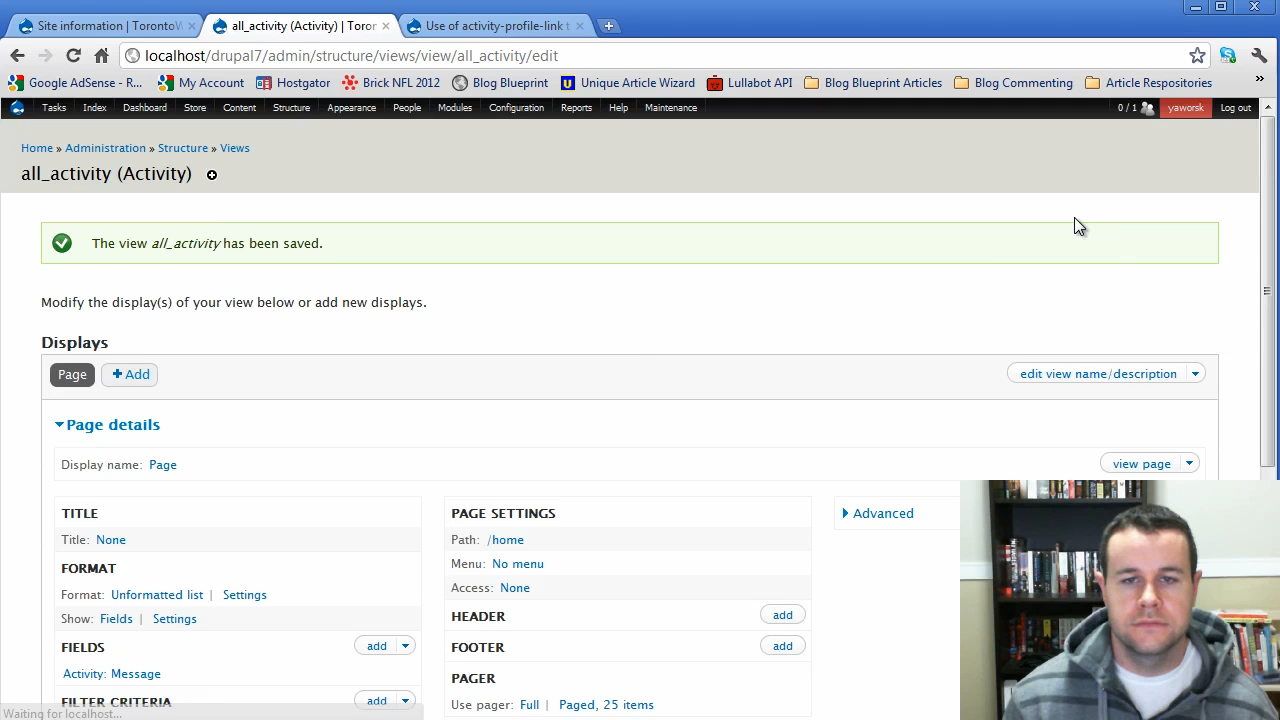 Site information | TorontoW
all_activity (Activity) | Toron
Use of activity-profile-link t
localhost/drupal7/admin/structure/views/view/all_activity/edit
Google AdSense - R...
My Account
Hostgator
Brick NFL 2012
Blog Blueprint
Unique Article Wizard
Lullabot API
Blog Blueprint Articles
Blog Commenting
Article Respositories
Tasks
Index
Dashboard
Store
Content
Structure
Appearance
People
Modules
Configuration
Reports
Help
Maintenance
0 / 1
yaworsk
Log out
Home » Administration » Structure » Views
all_activity (Activity)
The view all_activity has been saved.
Modify the display(s) of your view below or add new displays.
Displays
Page
Add
edit view name/description
Page details
Display name: Page
view page
TITLE
Title: None
FORMAT
Format: Unformatted list | Settings
Show: Fields | Settings
FIELDS
add
Activity: Message
FILTER CRITERIA
add
PAGE SETTINGS
Path: /home
Menu: No menu
Access: None
HEADER
add
FOOTER
add
PAGER
Use pager: Full | Paged, 25 items
Advanced
Waiting for localhost...